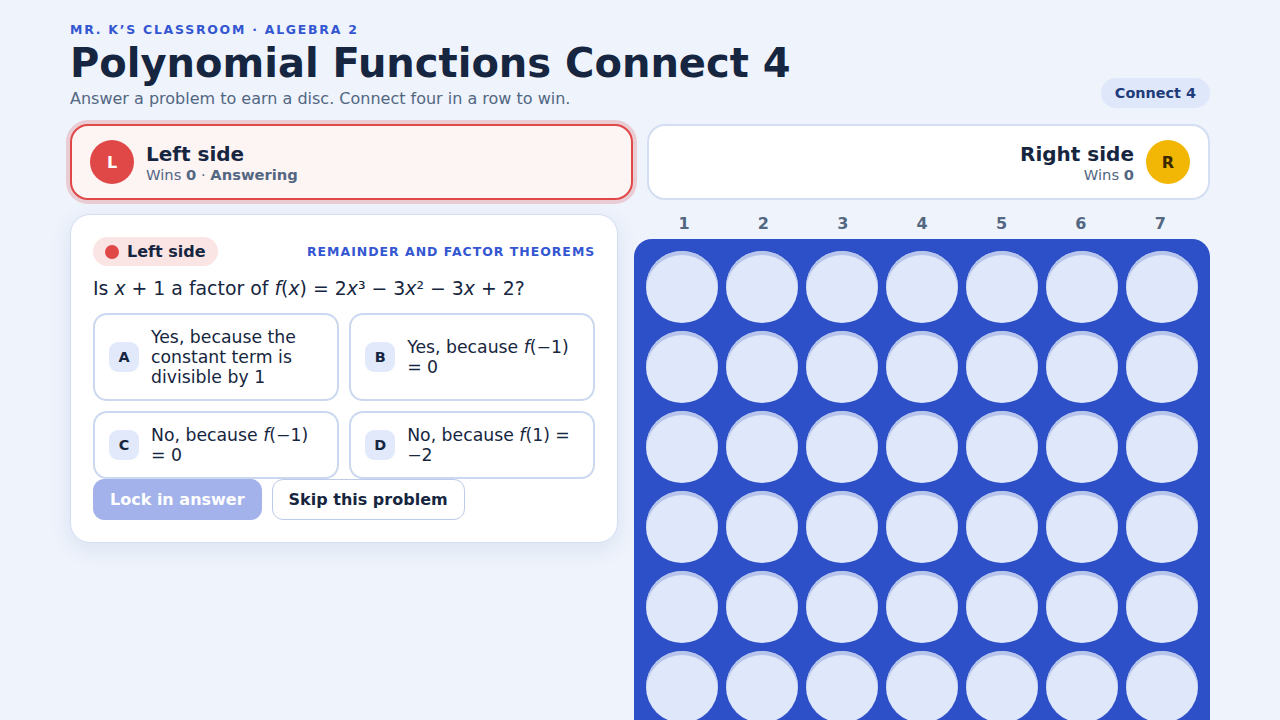 MR. K’S CLASSROOM · ALGEBRA 2
Polynomial Functions Connect 4
Answer a problem to earn a disc. Connect four in a row to win.
Connect 4
L
Left side
Wins 0 · Answering
Right side
Wins 0
R
Left side
REMAINDER AND FACTOR THEOREMS
Is x + 1 a factor of f(x) = 2x³ − 3x² − 3x + 2?
A
Yes, because the
constant term is
divisible by 1
B
Yes, because f(−1)
= 0
C
No, because f(−1)
= 0
D
No, because f(1) =
−2
Lock in answer
Skip this problem
1 2 3 4 5 6 7